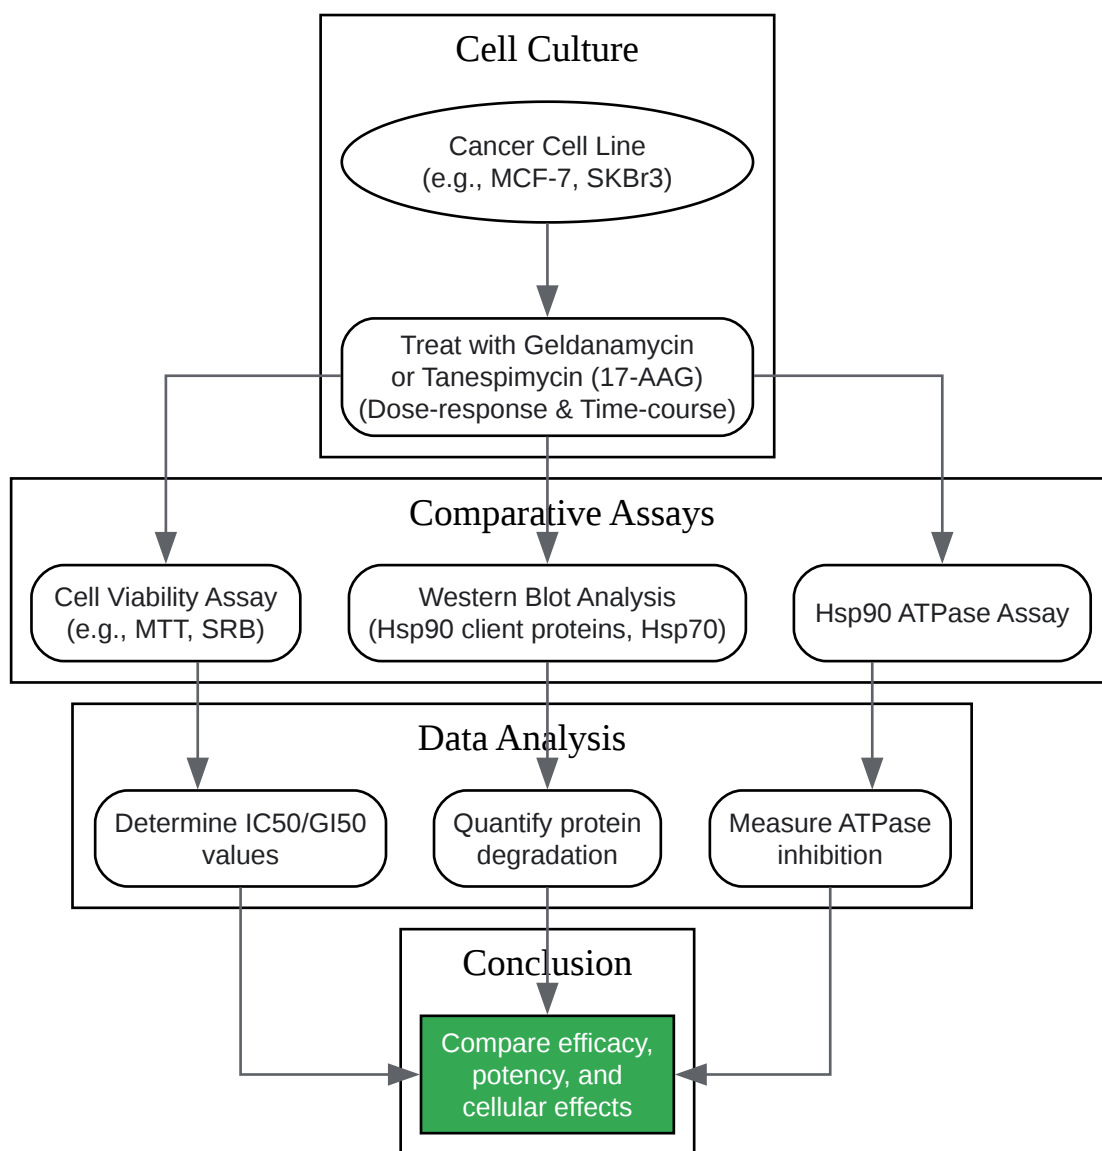 Cell Culture
Cancer Cell Line
(e.g., MCF-7, SKBr3)
Treat with Geldanamycin
or Tanespimycin (17-AAG)
(Dose-response & Time-course)
Comparative Assays
Cell Viability Assay
(e.g., MTT, SRB)
Western Blot Analysis
(Hsp90 client proteins, Hsp70)
Hsp90 ATPase Assay
Data Analysis
Determine IC50/GI50
values
Quantify protein
degradation
Measure ATPase
inhibition
Conclusion
Compare efficacy,
potency, and
cellular effects